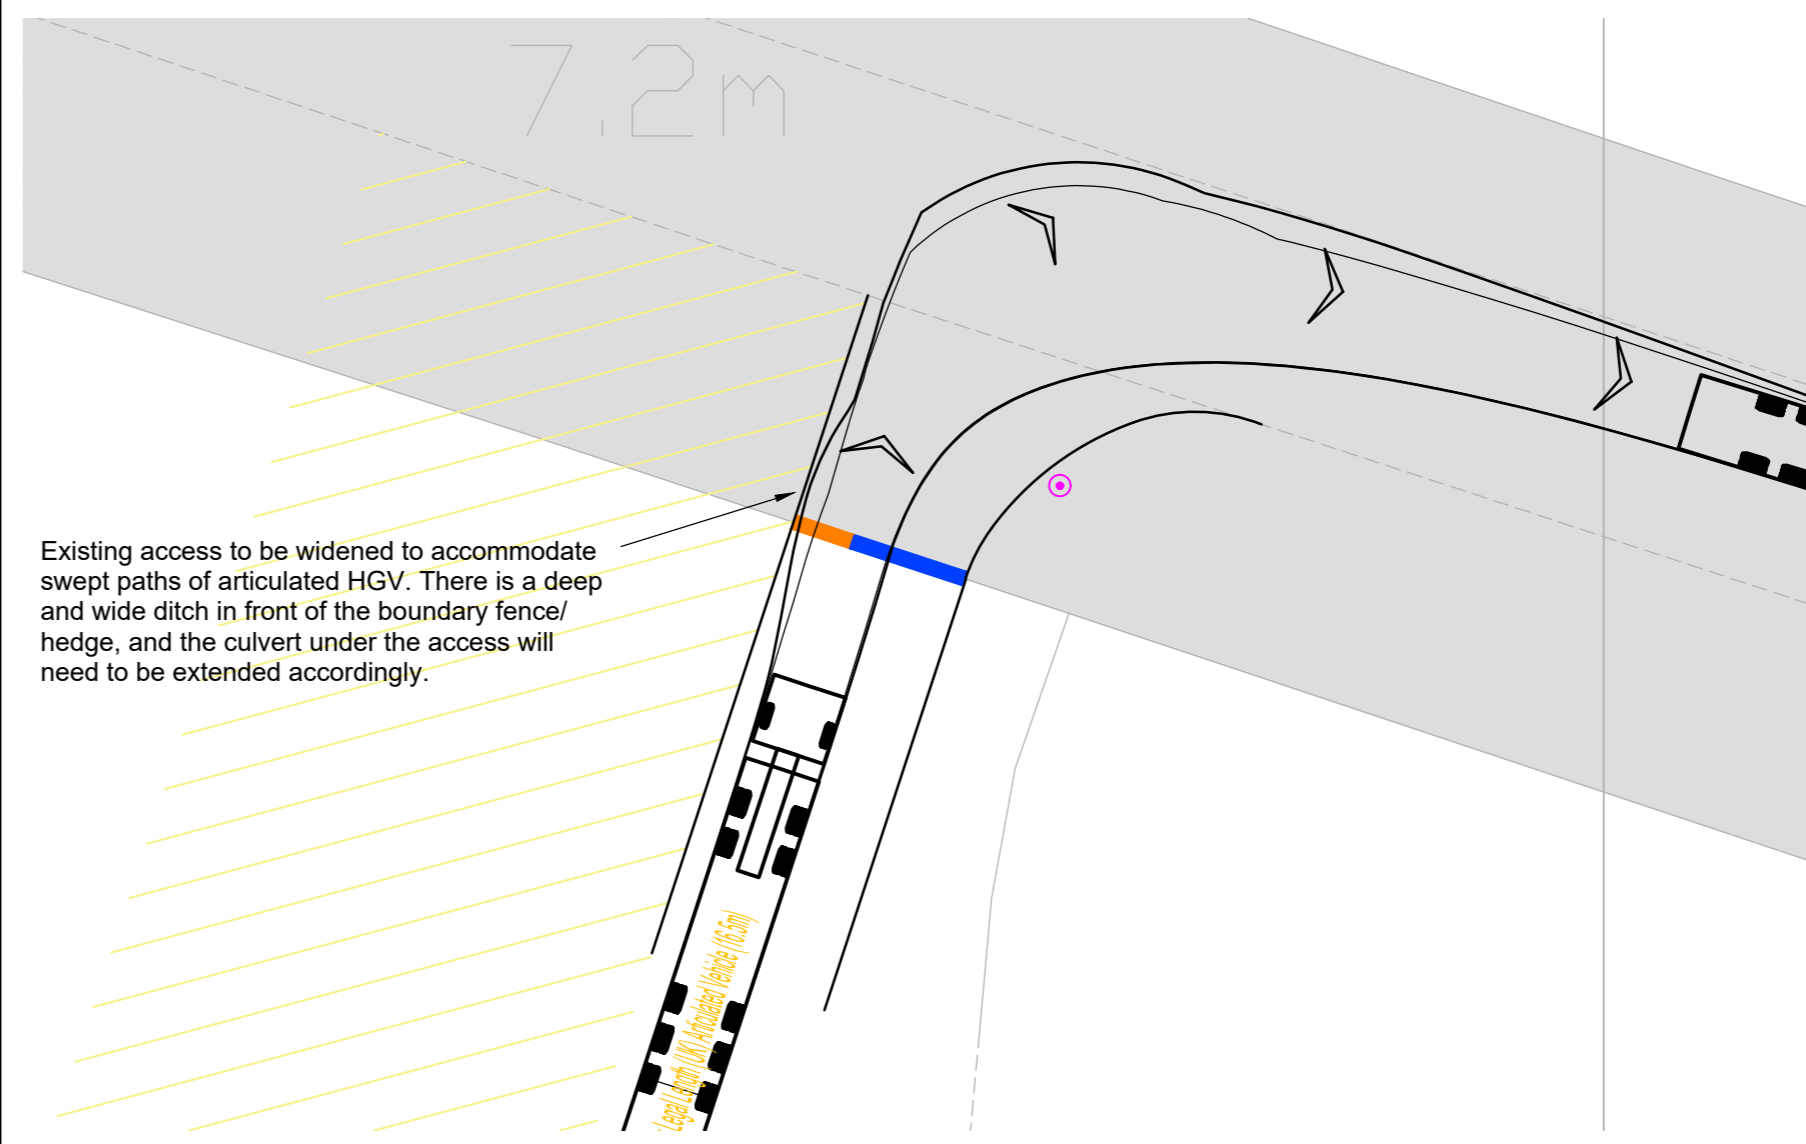 7.2m
Existing access to be widened to accommodate
swept paths of articulated HGV. There is a deep
and wide ditch in front of the boundary fence/
hedge, and the culvert under the access will
need to be extended accordingly.
Legal Length (UK) Articulated Vehicle (16.5m)